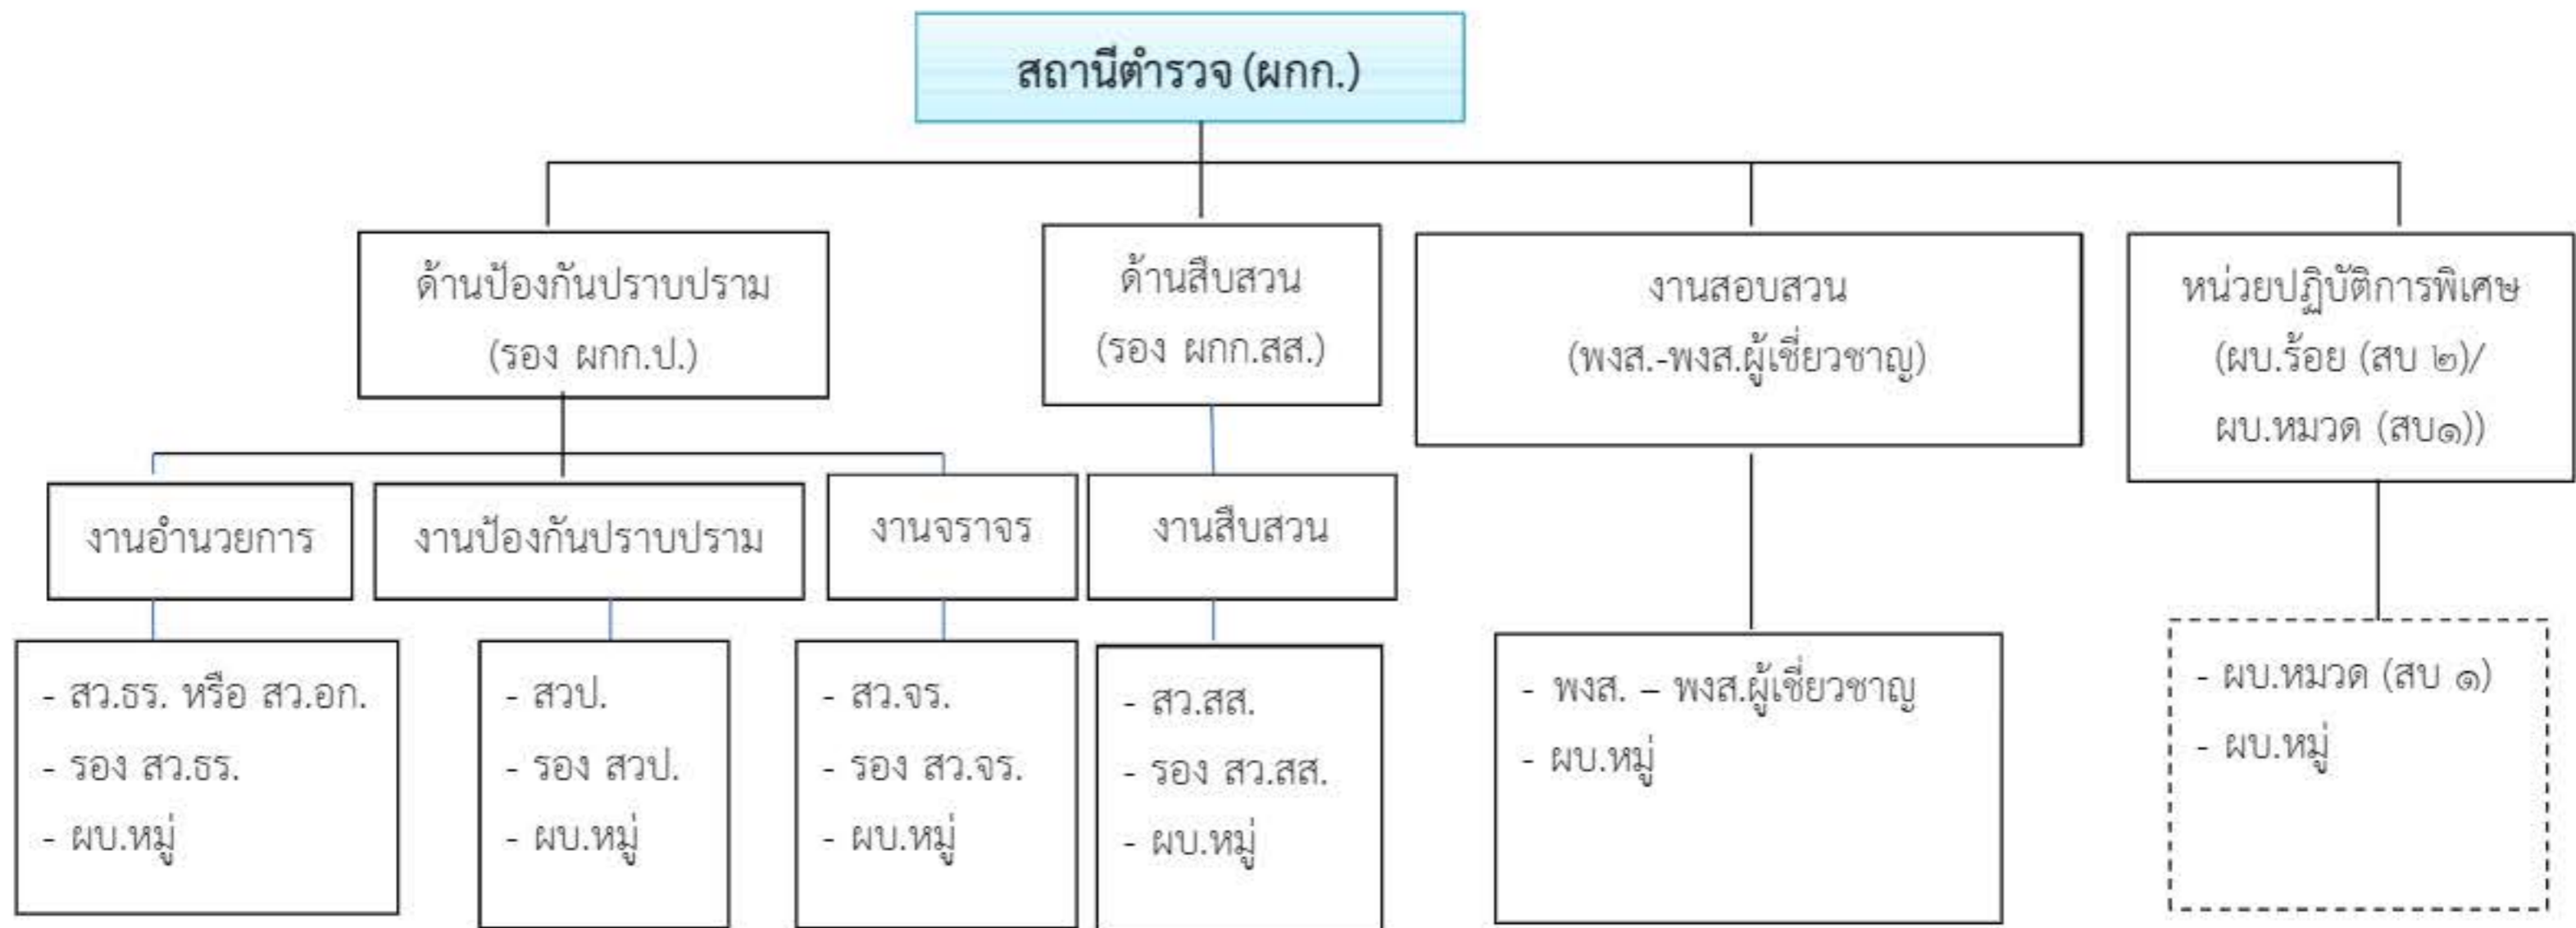 สถานีตำรวจ (ผกก.)
ด้านป้องกันปราบปราม
(รอง ผกก.ป.)
ด้านสืบสวน
(รอง ผกก.สส.)
งานสอบสวน
(พงส.-พงส.ผู้เชี่ยวชาญ)
หน่วยปฏิบัติการพิเศษ
(ผบ.ร้อย (สบ ๒)/
ผบ.หมวด (สบ๑))
งานอำนวยการ
งานป้องกันปราบปราม
งานจราจร
งานสืบสวน
- สว.ธร. หรือ สว.อก.
- รอง สว.ธร.
- ผบ.หมู่
- สวป.
- รอง สวป.
- ผบ.หมู่
- สว.จร.
- รอง สว.จร.
- ผบ.หมู่
- สว.สส.
- รอง สว.สส.
- ผบ.หมู่
- พงส. – พงส.ผู้เชี่ยวชาญ
- ผบ.หมู่
- ผบ.หมวด (สบ ๑)
- ผบ.หมู่